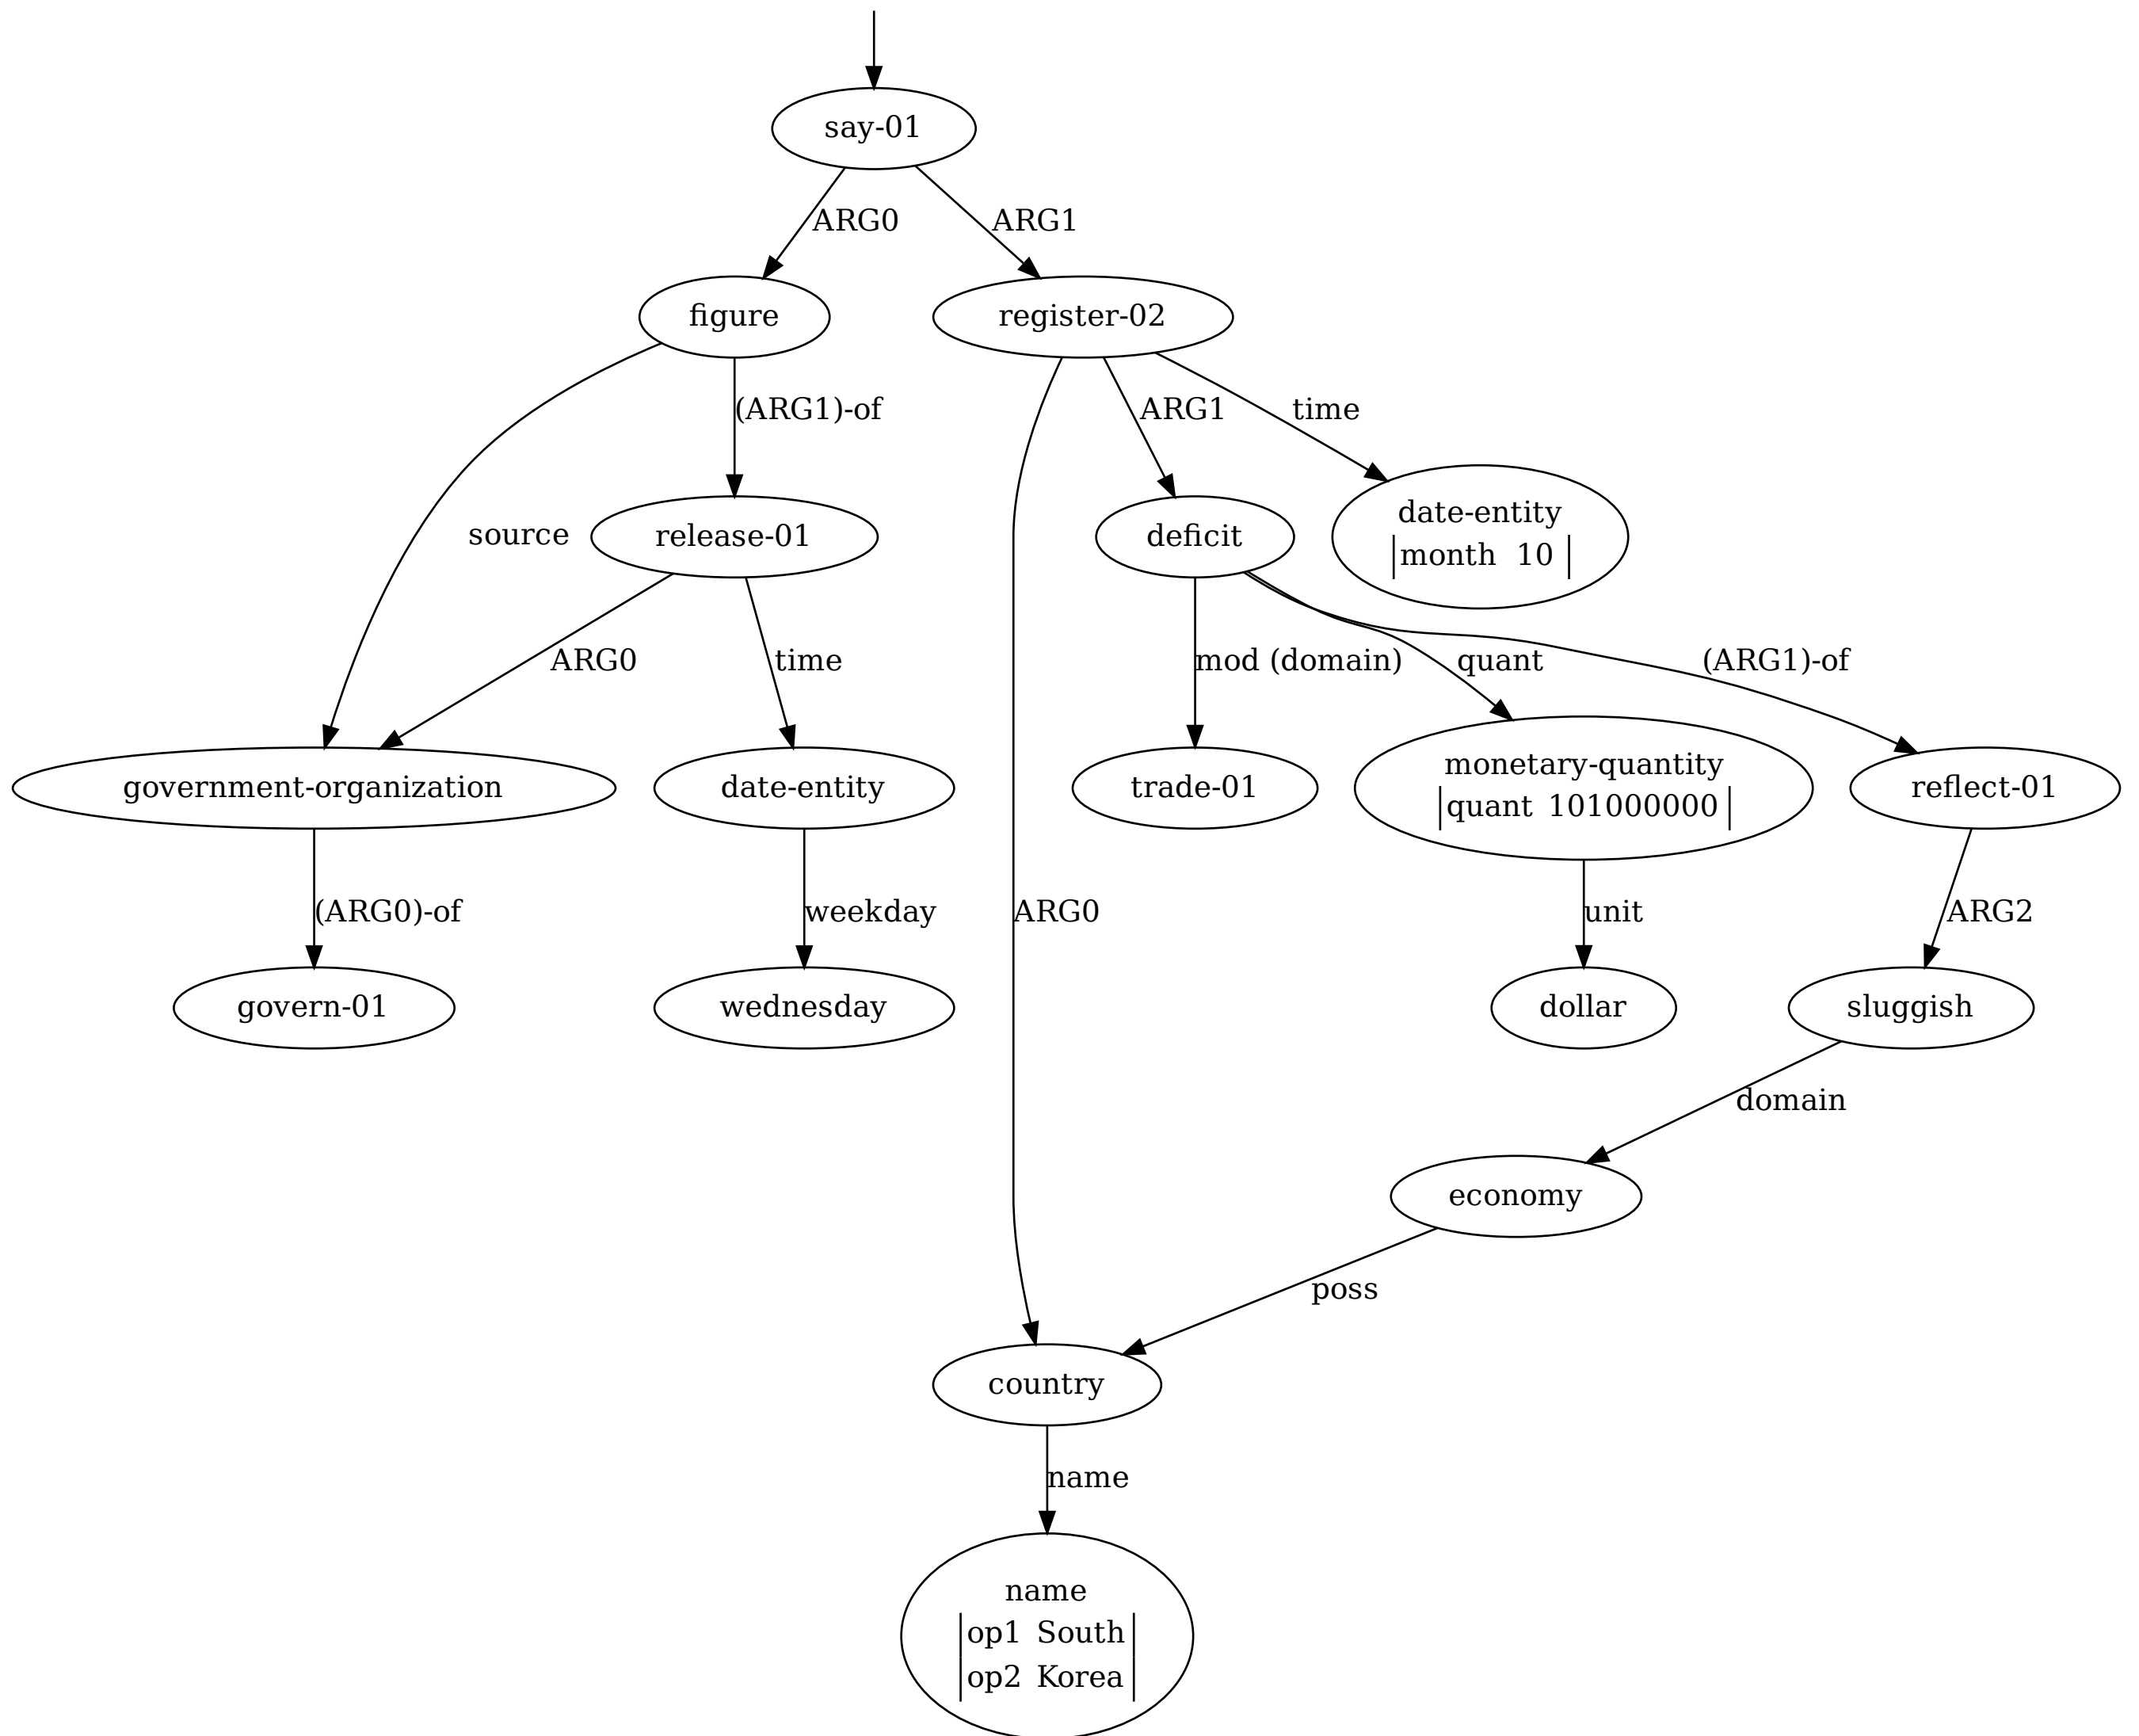 say-01
ARG0
ARG1
figure
register-02
source
(ARG1)-of
ARG0
ARG1
time
release-01
deficit
date-entity
month 10
ARG0
time
mod (domain)
quant
(ARG1)-of
government-organization
date-entity
trade-01
monetary-quantity
quant 101000000
reflect-01
(ARG0)-of
weekday
unit
ARG2
govern-01
wednesday
dollar
sluggish
domain
economy
poss
country
name
name
op1 South
op2 Korea